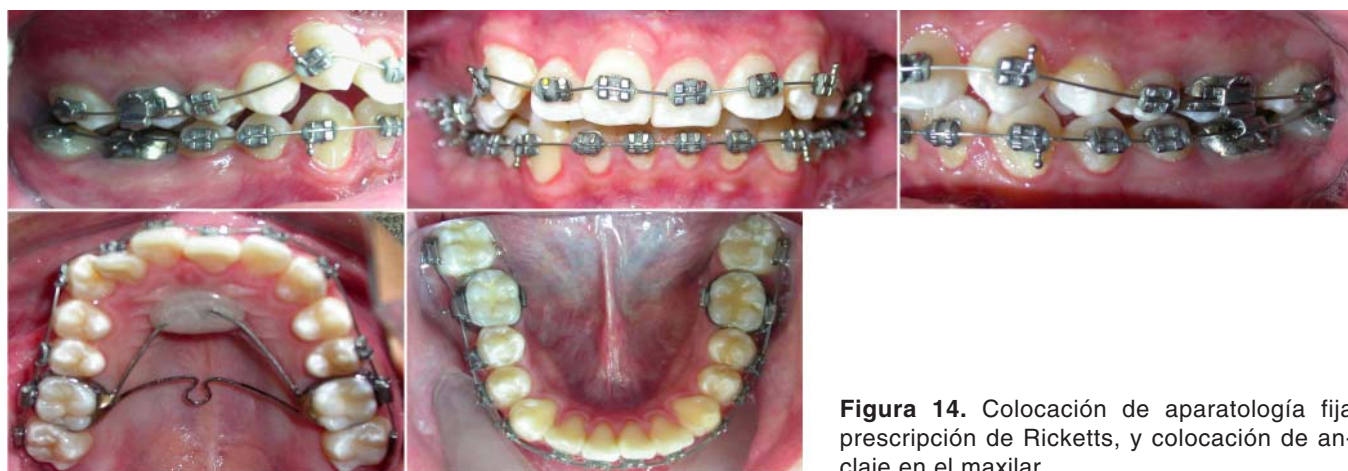 Figura 14. Colocación de aparatología fija
prescripción de Ricketts, y colocación de an-
claje en el maxilar.